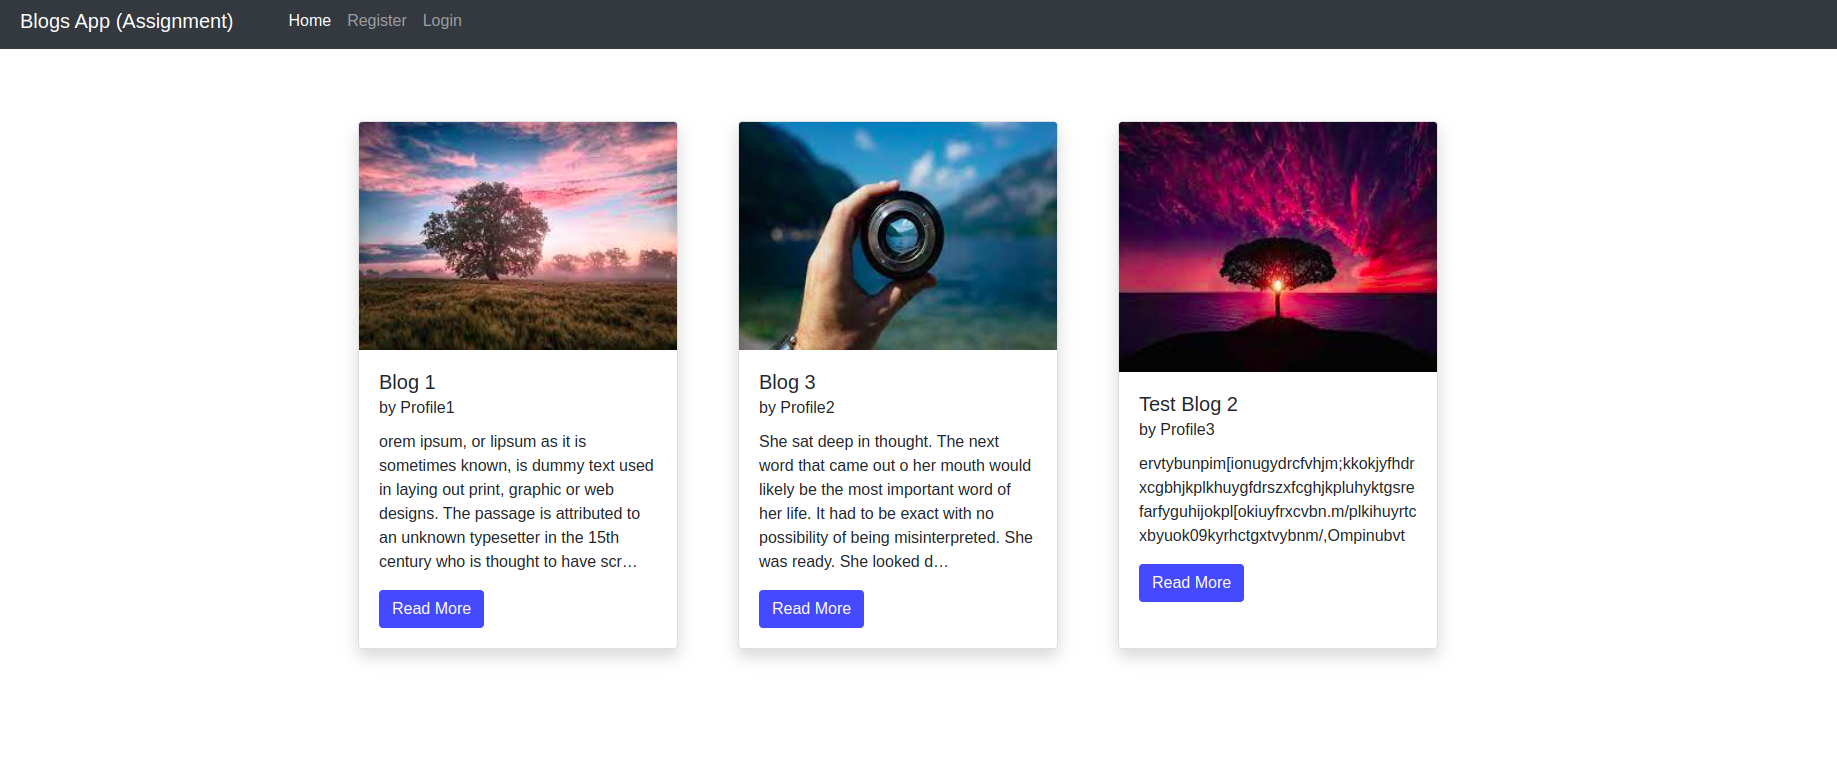 Blogs App (Assignment) Home Register Login
Blog 1
by Profile1
orem ipsum, or lipsum as it is
sometimes known, is dummy text used
in laying out print, graphic or web
designs. The passage is attributed to
an unknown typesetter in the 15th
century who is thought to have scr…
Read More
Blog 3
by Profile2
She sat deep in thought. The next
word that came out o her mouth would
likely be the most important word of
her life. It had to be exact with no
possibility of being misinterpreted. She
was ready. She looked d…
Read More
Test Blog 2
by Profile3
ervtybunpim[ionugydrcfvhjm;kkokjyfhdr
xcgbhjkplkhuygfdrszxfcghjkpluhyktgsre
farfyguhijokpl[okiuyfrxcvbn.m/plkihuyrtc
xbyuok09kyrhctgxtvybnm/,Ompinubvt
Read More